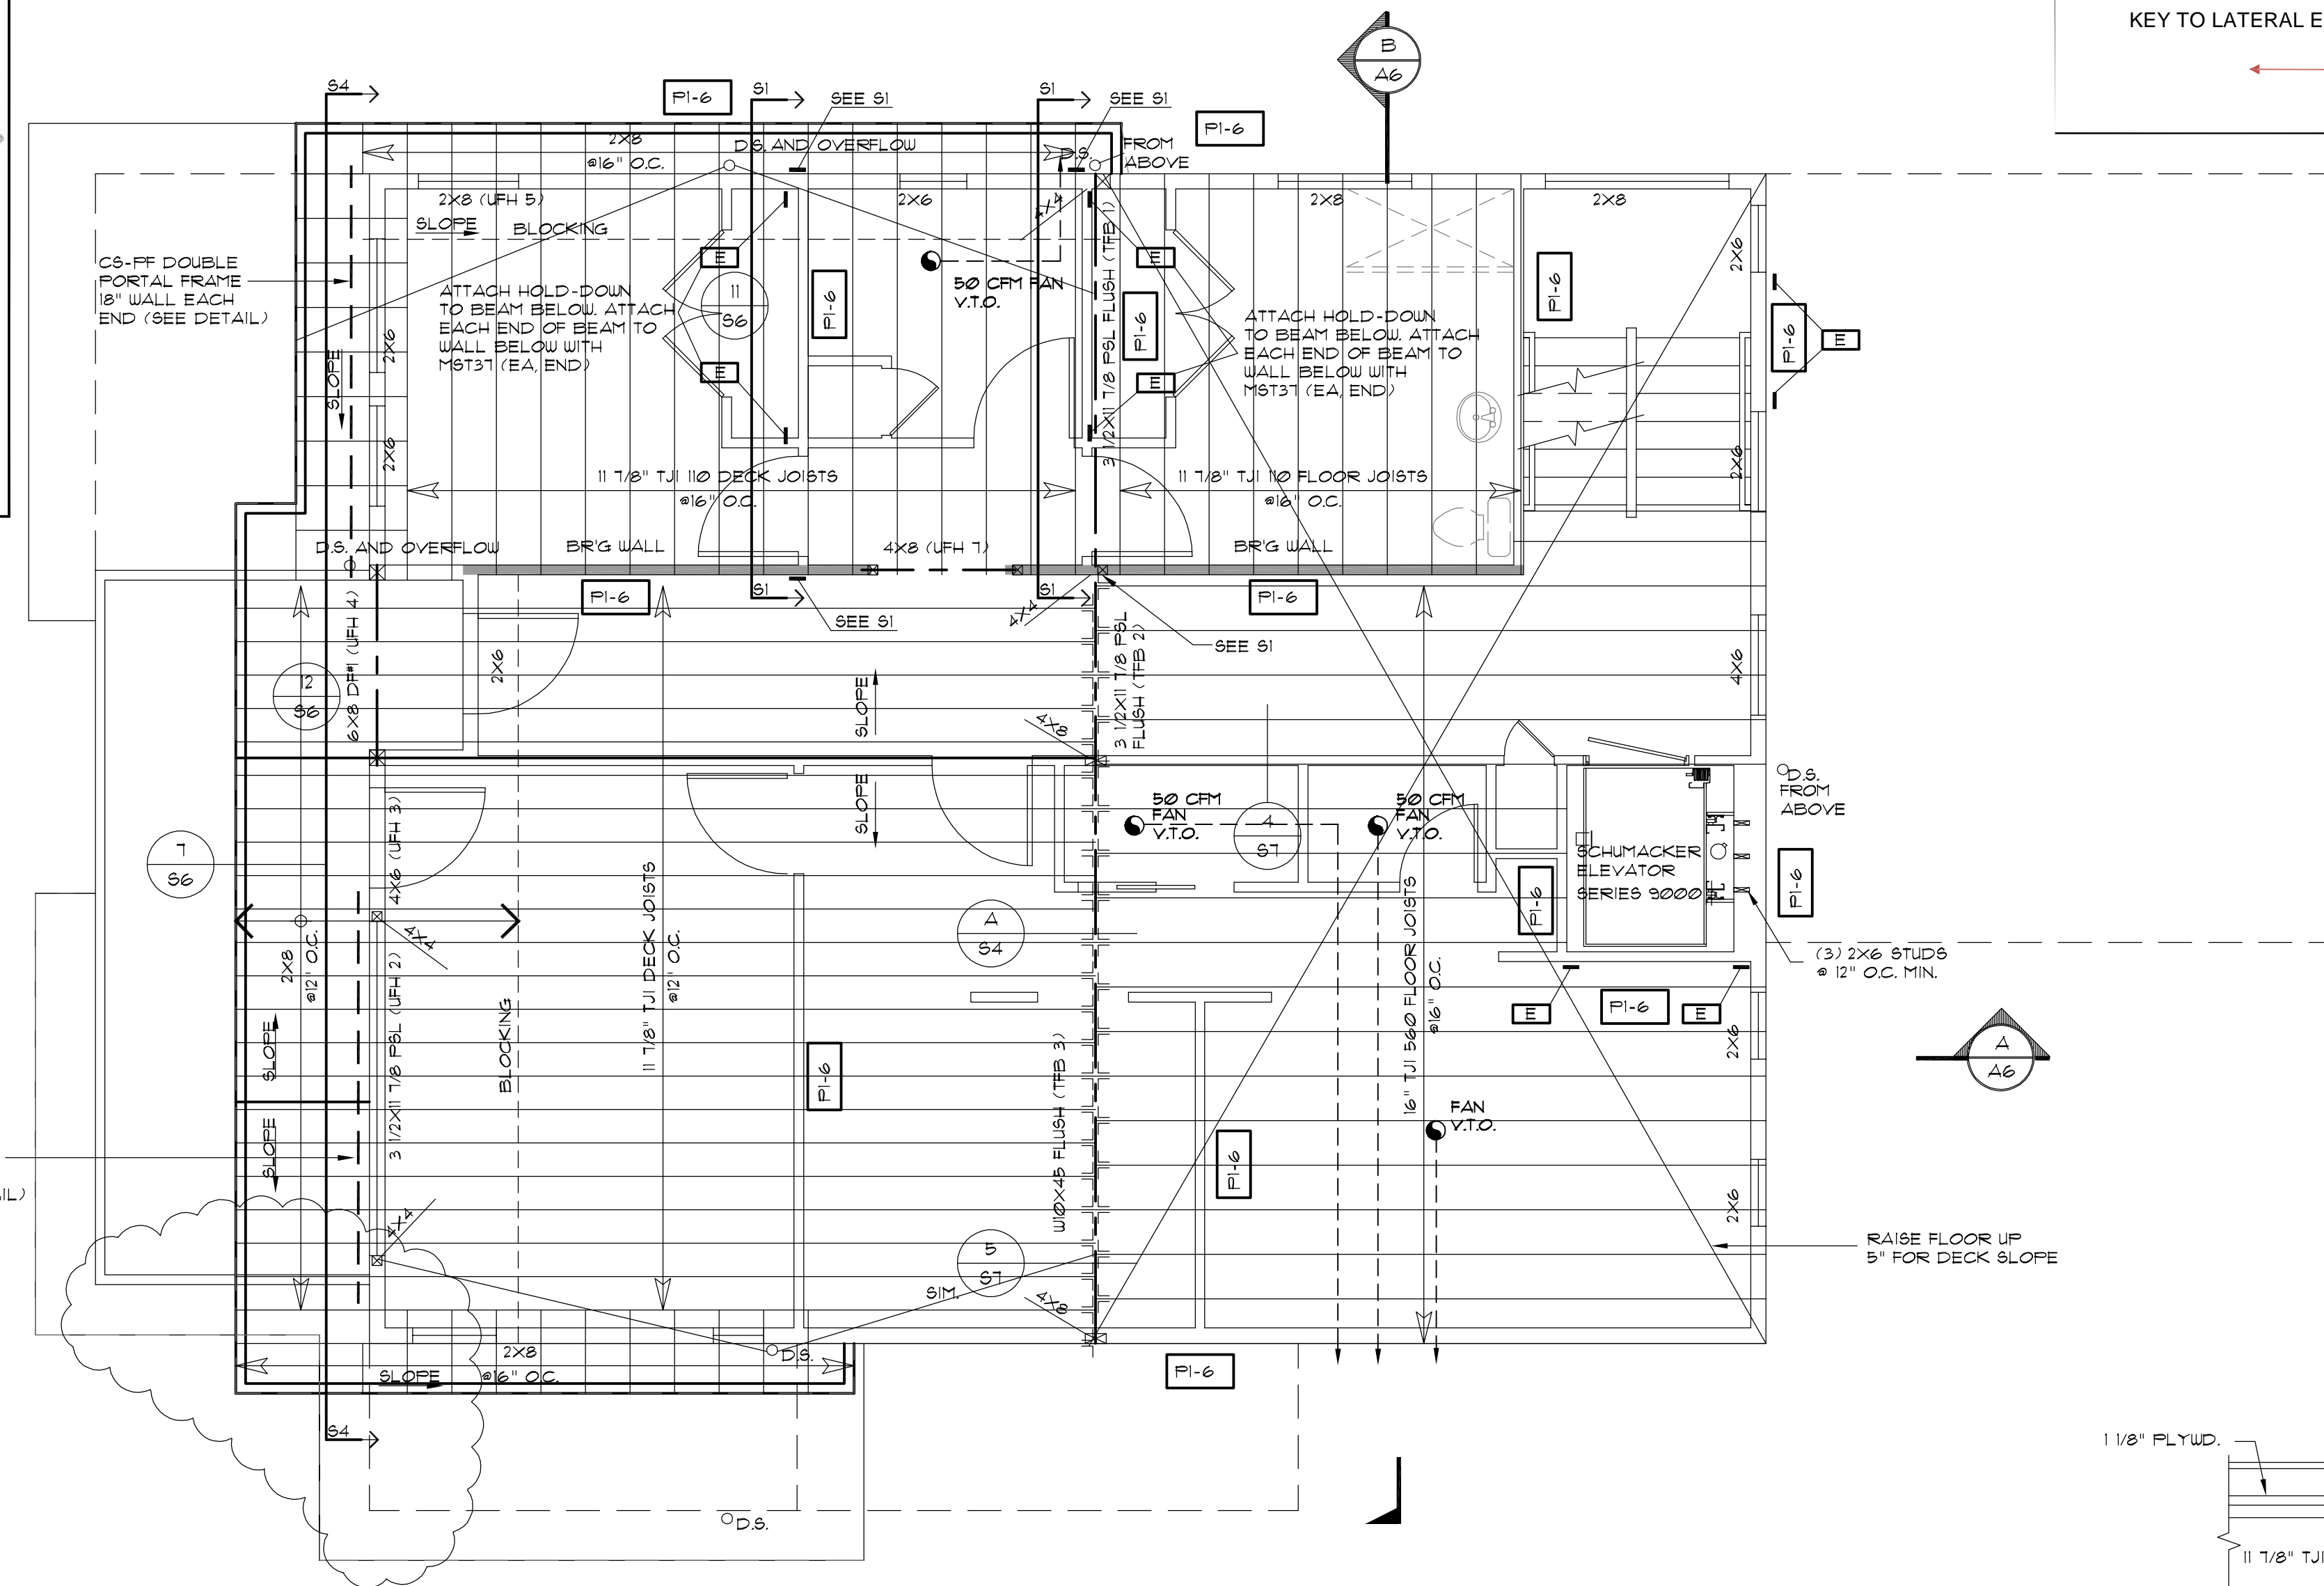 KEY TO LATERAL E
B
A6
S4
P1-6
S1
SEE S1
S1
SEE S1
P1-6
2X8
@16" O.C.
D.S. AND OVERFLOW
D.S.
FROM
ABOVE
2X8 (UFH 5)
2X6
4X4
2X8
2X8
SLOPE
BLOCKING
CS-PF DOUBLE
PORTAL FRAME
18" WALL EACH
END (SEE DETAIL)
E
11
S6
P1-6
50 CFM FAN
V.T.O.
E
P1-6
P1-6
2X6
P1-6
E
ATTACH HOLD-DOWN
TO BEAM BELOW. ATTACH
EACH END OF BEAM TO
WALL BELOW WITH
MST37 (EA, END)
E
3 1/2X11 7/8 PSL FLUSH (TFB 1)
ATTACH HOLD-DOWN
TO BEAM BELOW. ATTACH
EACH END OF BEAM TO
WALL BELOW WITH
MST37 (EA, END)
E
SLOPE
2X6
2X6
2X6
11 7/8" TJI 110 DECK JOISTS
@16" O.C.
11 7/8" TJI 110 FLOOR JOISTS
@16" O.C.
D.S. AND OVERFLOW
BR'G WALL
4X8 (UFH 7)
BR'G WALL
P1-6
S1
SEE S1
S1
4X4
P1-6
SEE S1
6X8 DF#1 (UFH 4)
12
S6
2X6
SLOPE
3 1/2X11 7/8 PSL
FLUSH (TFB 2)
4X8
4X6
SLOPE
D.S.
FROM
ABOVE
7
S6
4X6 (UFH 3)
50 CFM
FAN
V.T.O.
4
S7
50 CFM
FAN
V.T.O.
SCHUMACKER
ELEVATOR
SERIES 9000
P1-6
P1-6
4X4
2X8
@12" O.C.
11 7/8" TJI DECK JOISTS
@12" O.C.
A
S4
(3) 2X6 STUDS
@ 12" O.C. MIN.
3 1/2X11 7/8 PSL (UFH 2)
BLOCKING
SLOPE
SLOPE
P1-6
W10X45 FLUSH (TFB 3)
16" TJI 560 FLOOR JOISTS
@16" O.C.
E
P1-6
E
2X6
A
A6
FAN
V.T.O.
P1-6
2X6
IL)
4X4
5
S7
SIM.
4X8
RAISE FLOOR UP
5" FOR DECK SLOPE
2X8
@16" O.C.
SLOPE
D.S.
P1-6
S4
D.S.
1 1/8" PLYWD.
11 7/8" TJI